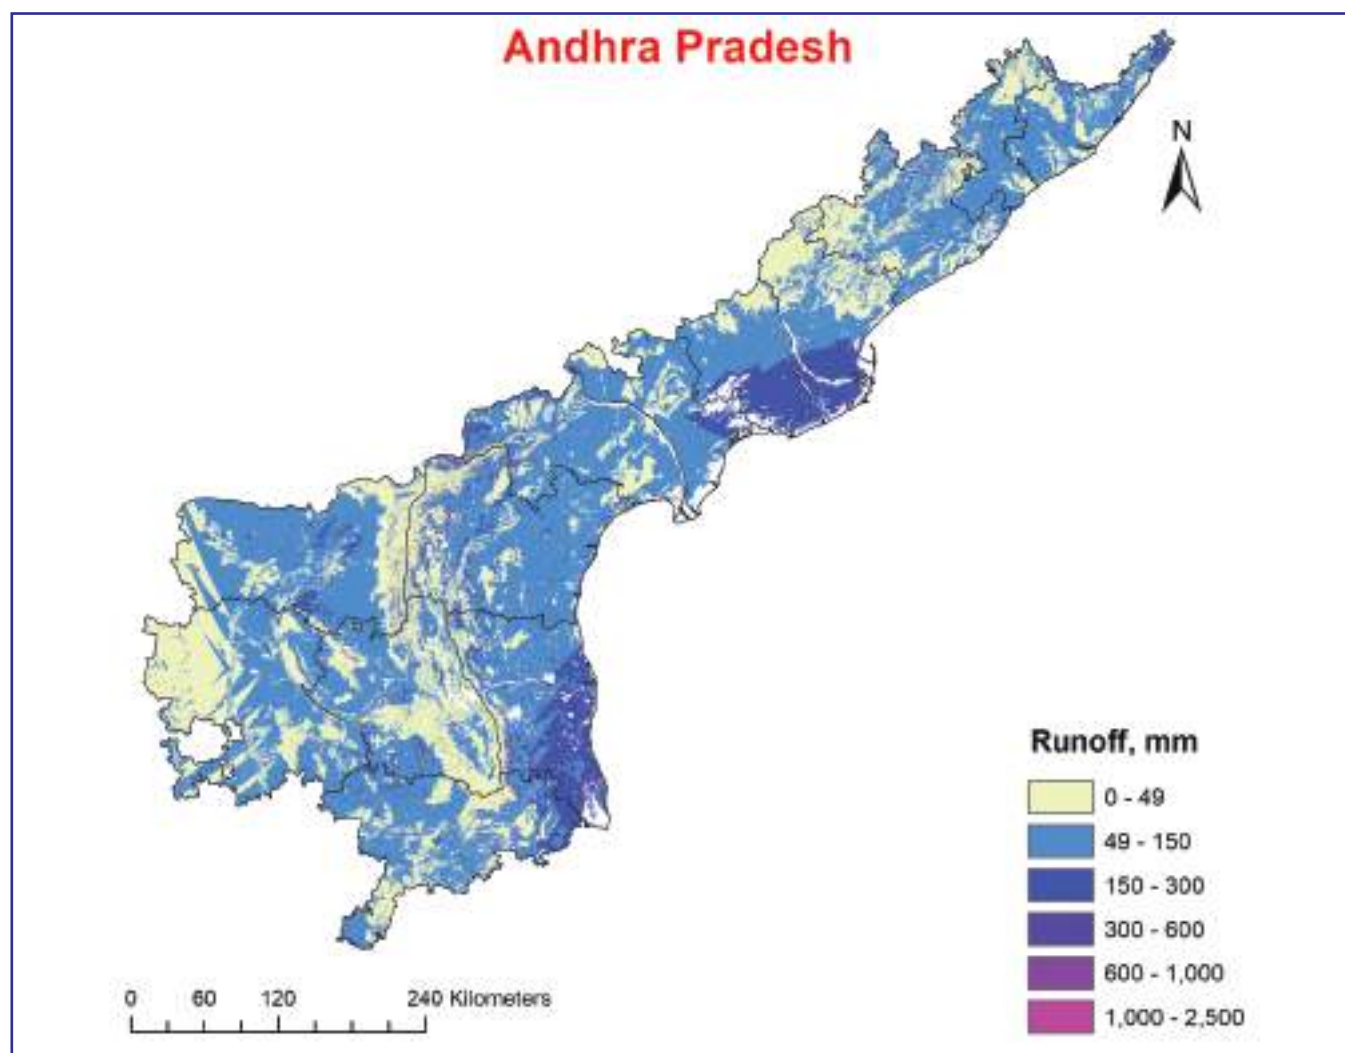 Andhra Pradesh
N
Runoff, mm
0 - 49
49 - 150
150 - 300
300 - 600
600 - 1,000
1,000 - 2,500
0 60 120 240 Kilometers